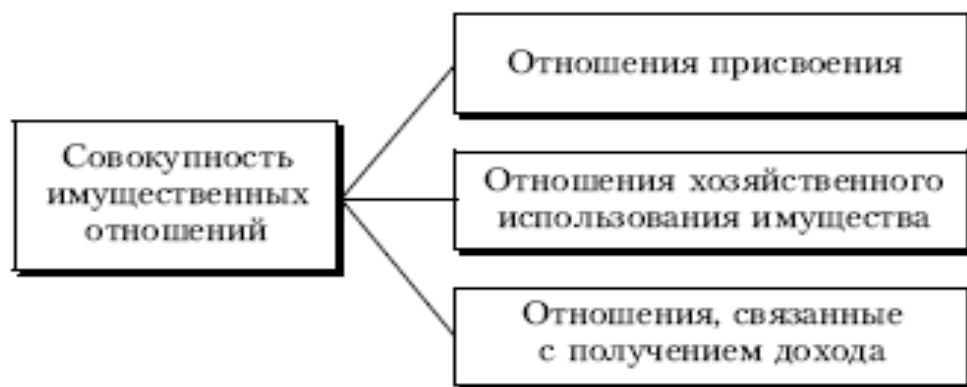 Совокупность
имущественных
отношений
Отношения присвоения
Отношения хозяйственного
использования имущества
Отношения, связанные
с получением дохода